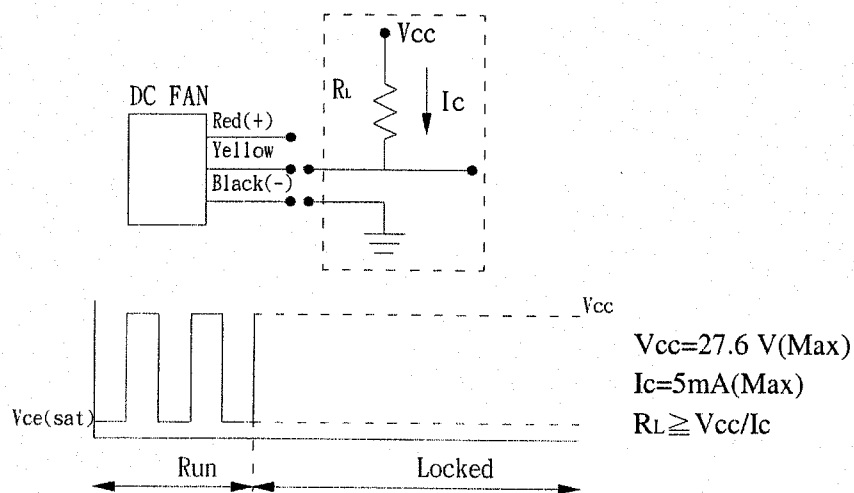 Vcc
DC FAN
RL
Ic
Red(+)
Yellow
Black(-)
Vcc
Vce(sat)
Run
Locked
Vcc=27.6 V(Max)
Ic=5mA(Max)
RL≧Vcc/Ic